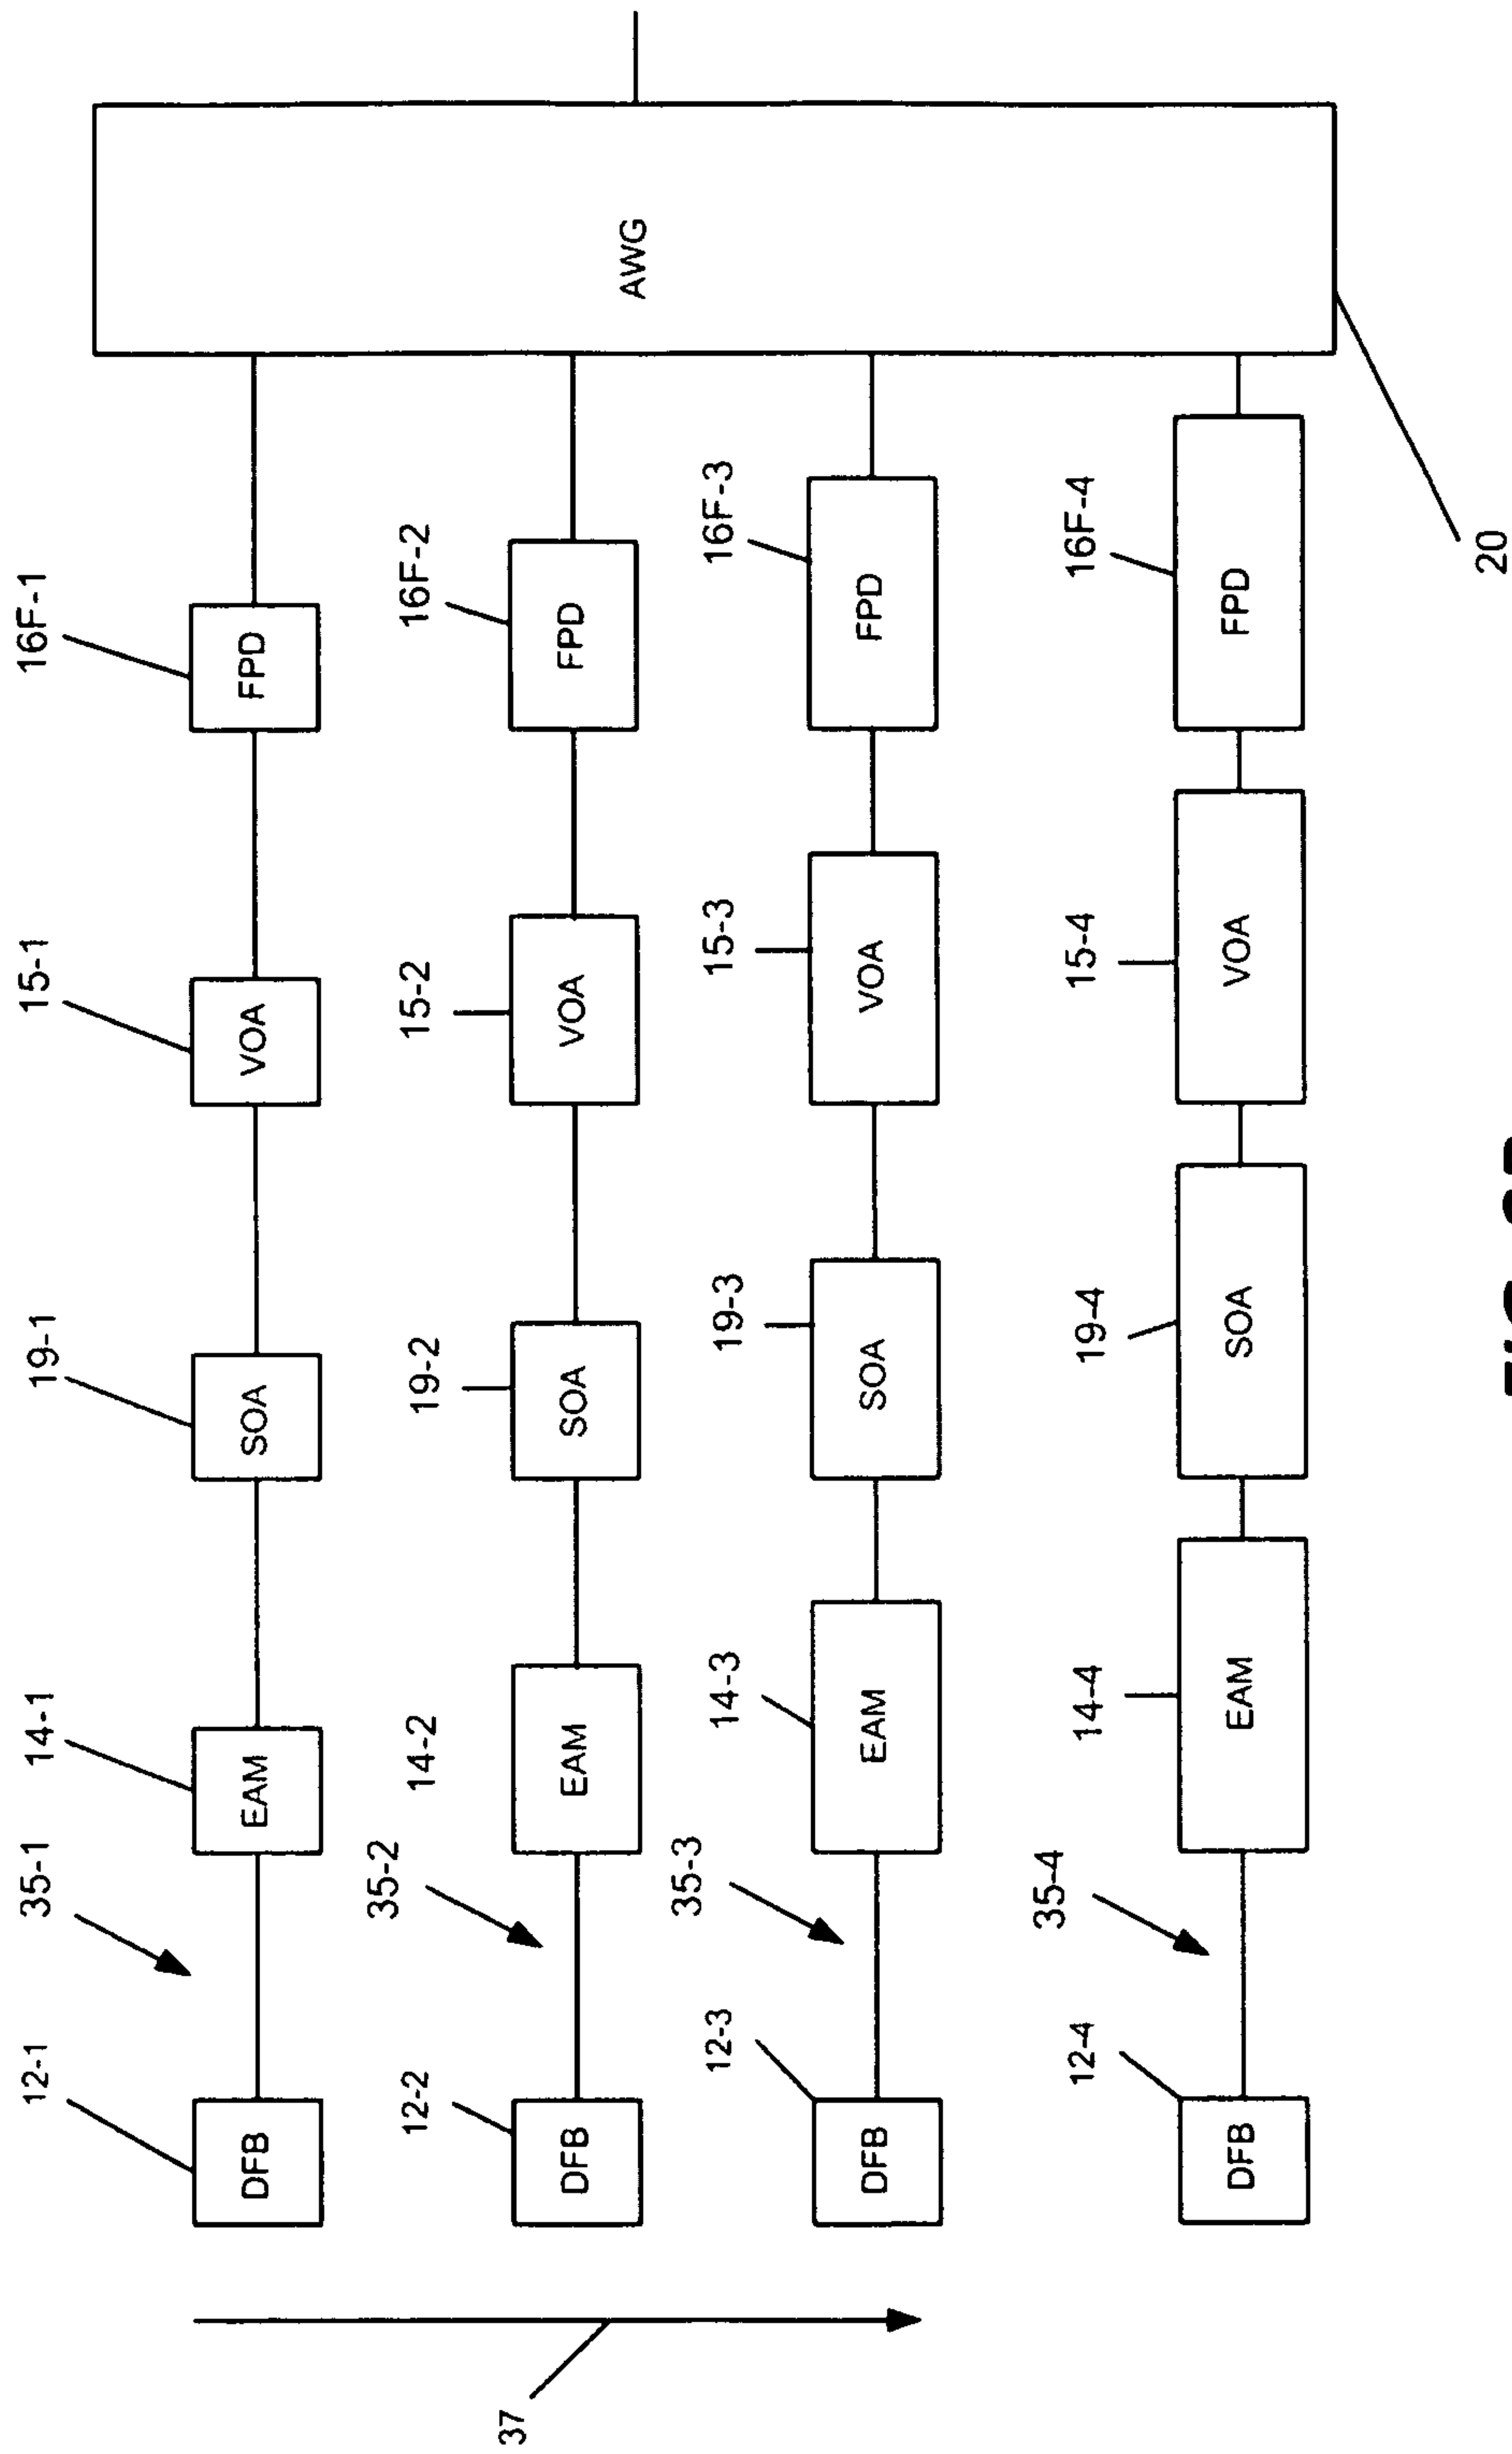 35-1
12-1
14-1
19-1
15-1
16F-1
DFB
EAM
SOA
VOA
FPD
35-2
12-2
14-2
19-2
15-2
16F-2
DFB
EAM
SOA
VOA
FPD
AWG
37
35-3
12-3
14-3
19-3
15-3
16F-3
DFB
EAM
SOA
VOA
FPD
35-4
12-4
14-4
19-4
15-4
16F-4
DFB
EAM
SOA
VOA
FPD
20